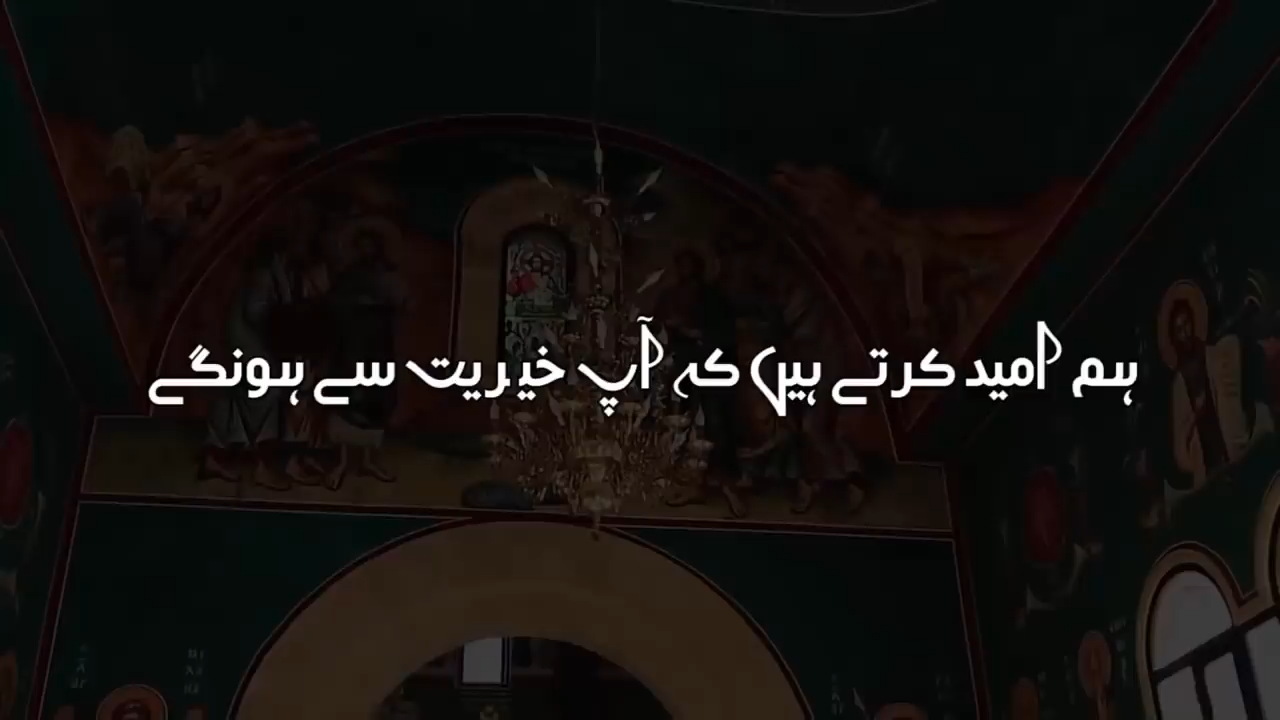 ہم امید کرتے ہیں کہ آپ خیریت سے ہونگے